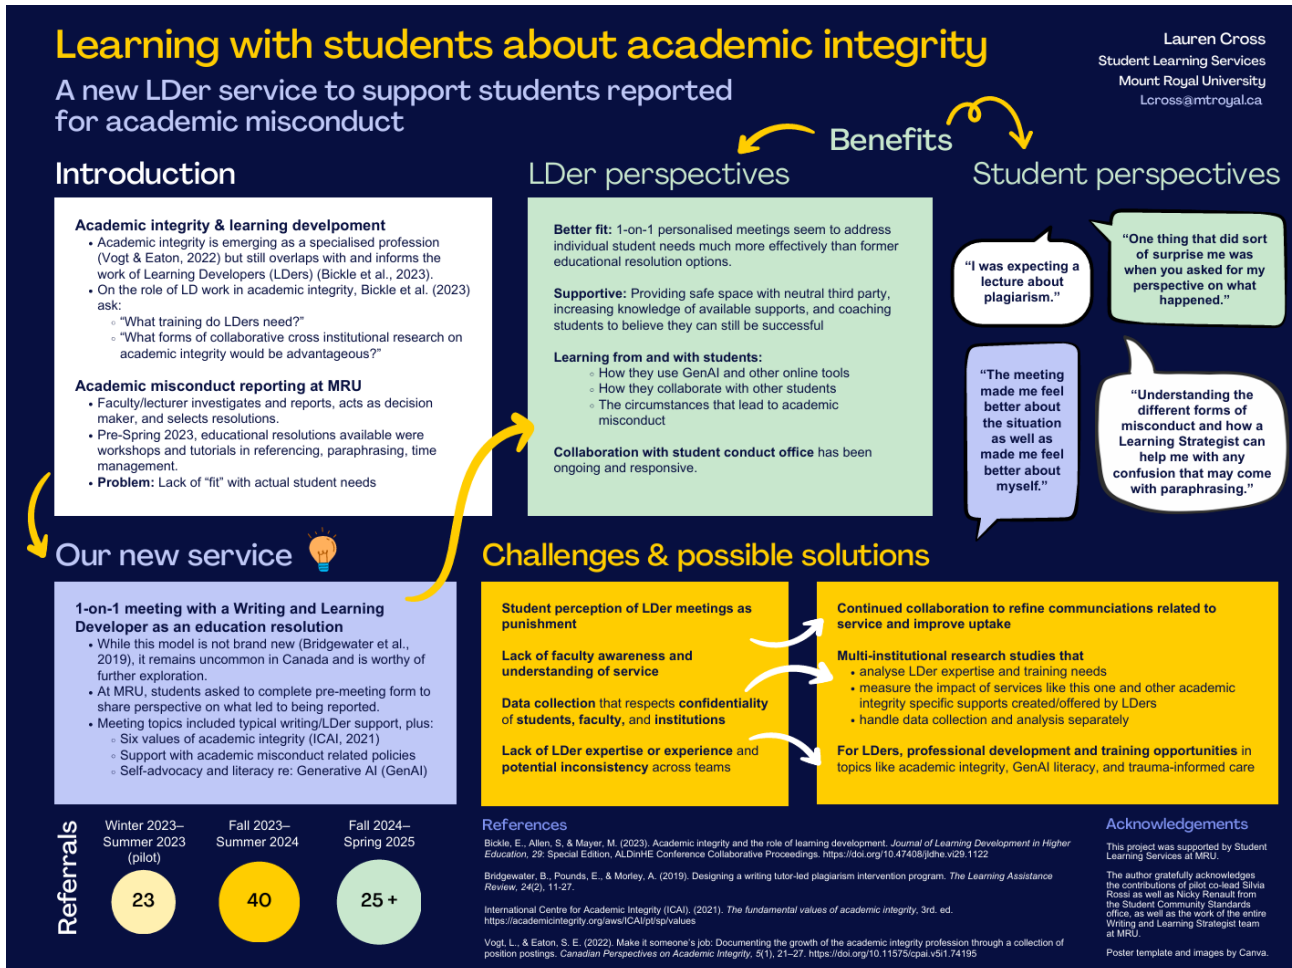 Learning with students about academic integrity
A new LDer service to support students reported
for academic misconduct
Lauren Cross
Student Learning Services
Mount Royal University
Lcross@mtroyal.ca
Introduction
Academic integrity & learning develpoment
• Academic integrity is emerging as a specialised profession
(Vogt & Eaton, 2022) but still overlaps with and informs the
work of Learning Developers (LDers) (Bickle et al., 2023).
• On the role of LD work in academic integrity, Bickle et al. (2023)
ask:
◦ “What training do LDers need?”
◦ “What forms of collaborative cross institutional research on
academic integrity would be advantageous?”
Academic misconduct reporting at MRU
• Faculty/lecturer investigates and reports, acts as decision
maker, and selects resolutions.
• Pre-Spring 2023, educational resolutions available were
workshops and tutorials in referencing, paraphrasing, time
management.
• Problem: Lack of “fit” with actual student needs
Benefits
LDer perspectives
Better fit: 1-on-1 personalised meetings seem to address
individual student needs much more effectively than former
educational resolution options.
Supportive: Providing safe space with neutral third party,
increasing knowledge of available supports, and coaching
students to believe they can still be successful
Learning from and with students:
◦ How they use GenAI and other online tools
◦ How they collaborate with other students
◦ The circumstances that lead to academic
misconduct
Collaboration with student conduct office has been
ongoing and responsive.
Student perspectives
“I was expecting a
lecture about
plagiarism.”
“One thing that did sort
of surprise me was
when you asked for my
perspective on what
happened.”
“The meeting
made me feel
better about
the situation
as well as
made me feel
better about
myself.”
“Understanding the
different forms of
misconduct and how a
Learning Strategist can
help me with any
confusion that may come
with paraphrasing.”
Our new service
1-on-1 meeting with a Writing and Learning
Developer as an education resolution
• While this model is not brand new (Bridgewater et al.,
2019), it remains uncommon in Canada and is worthy of
further exploration.
• At MRU, students asked to complete pre-meeting form to
share perspective on what led to being reported.
• Meeting topics included typical writing/LDer support, plus:
◦ Six values of academic integrity (ICAI, 2021)
◦ Support with academic misconduct related policies
◦ Self-advocacy and literacy re: Generative AI (GenAI)
Challenges & possible solutions
Student perception of LDer meetings as
punishment
Lack of faculty awareness and
understanding of service
Data collection that respects confidentiality
of students, faculty, and institutions
Lack of LDer expertise or experience and
potential inconsistency across teams
Continued collaboration to refine communciations related to
service and improve uptake
Multi-institutional research studies that
• analyse LDer expertise and training needs
• measure the impact of services like this one and other academic
integrity specific supports created/offered by LDers
• handle data collection and analysis separately
For LDers, professional development and training opportunities in
topics like academic integrity, GenAI literacy, and trauma-informed care
Referrals
Winter 2023–
Summer 2023
(pilot)
23
Fall 2023–
Summer 2024
40
Fall 2024–
Spring 2025
25 +
References
Bickle, E., Allen, S, & Mayer, M. (2023). Academic integrity and the role of learning development. Journal of Learning Development in Higher
Education, 29: Special Edition, ALDinHE Conference Collaborative Proceedings. https://doi.org/10.47408/jldhe.vi29.1122
Bridgewater, B., Pounds, E., & Morley, A. (2019). Designing a writing tutor-led plagiarism intervention program. The Learning Assistance
Review, 24(2), 11-27.
International Centre for Academic Integrity (ICAI). (2021). The fundamental values of academic integrity, 3rd. ed.
https://academicintegrity.org/aws/ICAI/pt/sp/values
Vogt, L., & Eaton, S. E. (2022). Make it someone’s job: Documenting the growth of the academic integrity profession through a collection of
position postings. Canadian Perspectives on Academic Integrity, 5(1), 21–27. https://doi.org/10.11575/cpai.v5i1.74195
Acknowledgements
This project was supported by Student
Learning Services at MRU.
The author gratefully acknowledges
the contributions of pilot co-lead Silvia
Rossi as well as Nicky Renault from
the Student Community Standards
office, as well as the work of the entire
Writing and Learning Strategist team
at MRU.
Poster template and images by Canva.